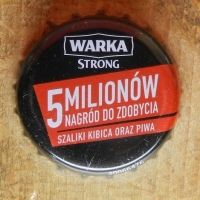 WARKA
STRONG
5 MILIONÓW
NAGRÓD DO ZDOBYCIA
SZALIKI KIBICA ORAZ PIWA